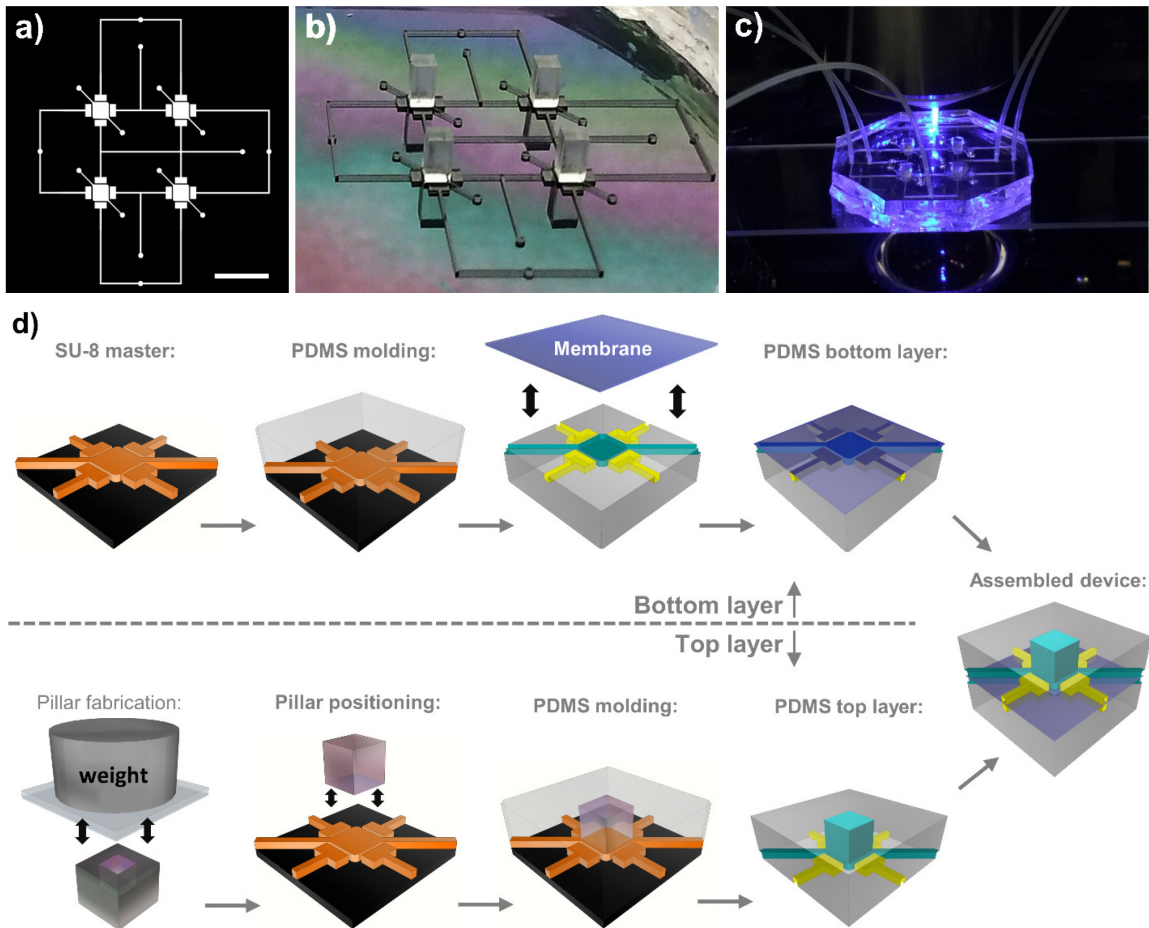 a)
b)
c)
d)
SU-8 master:
PDMS molding:
Membrane
PDMS bottom layer:
Bottom layer
Top layer
Assembled device:
Pillar fabrication:
weight
Pillar positioning:
PDMS molding:
PDMS top layer: